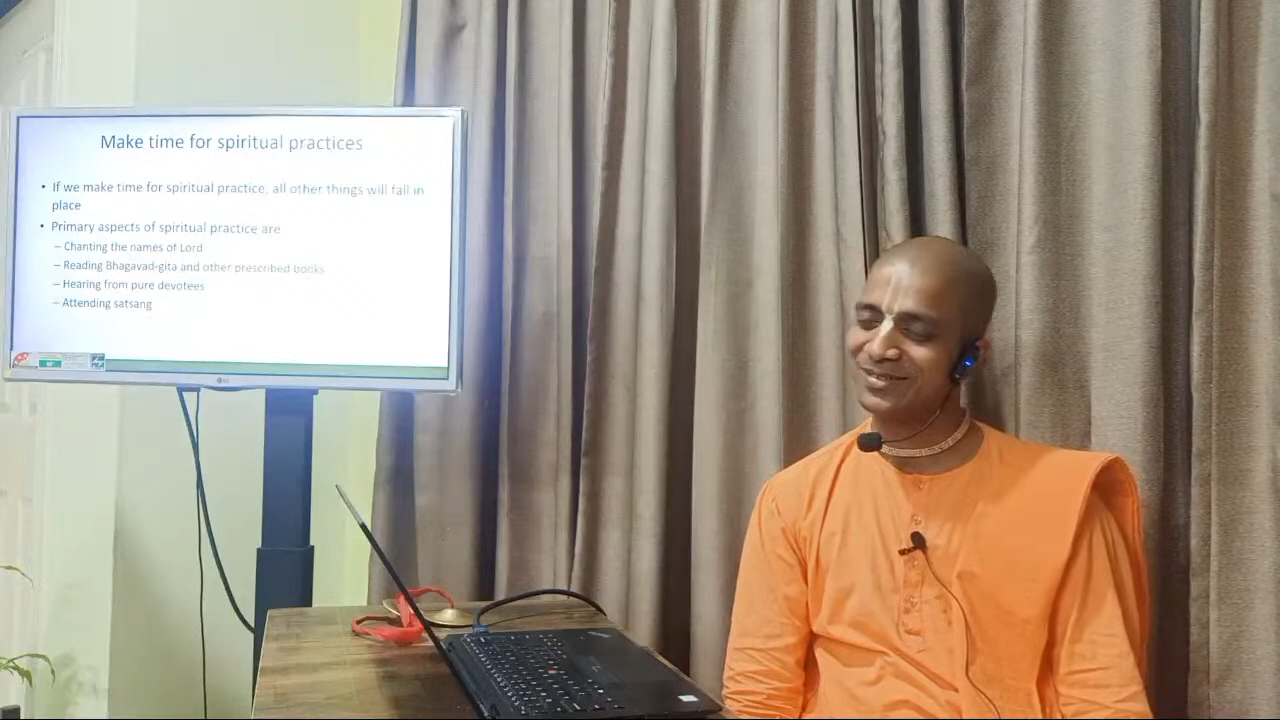 Make time for spiritual practices
• If we make time for spiritual practice, all other things will fall in
place
• Primary aspects of spiritual practice are
– Chanting the names of Lord
– Reading Bhagavad-gita and other prescribed books
– Hearing from pure devotees
– Attending satsang
LG